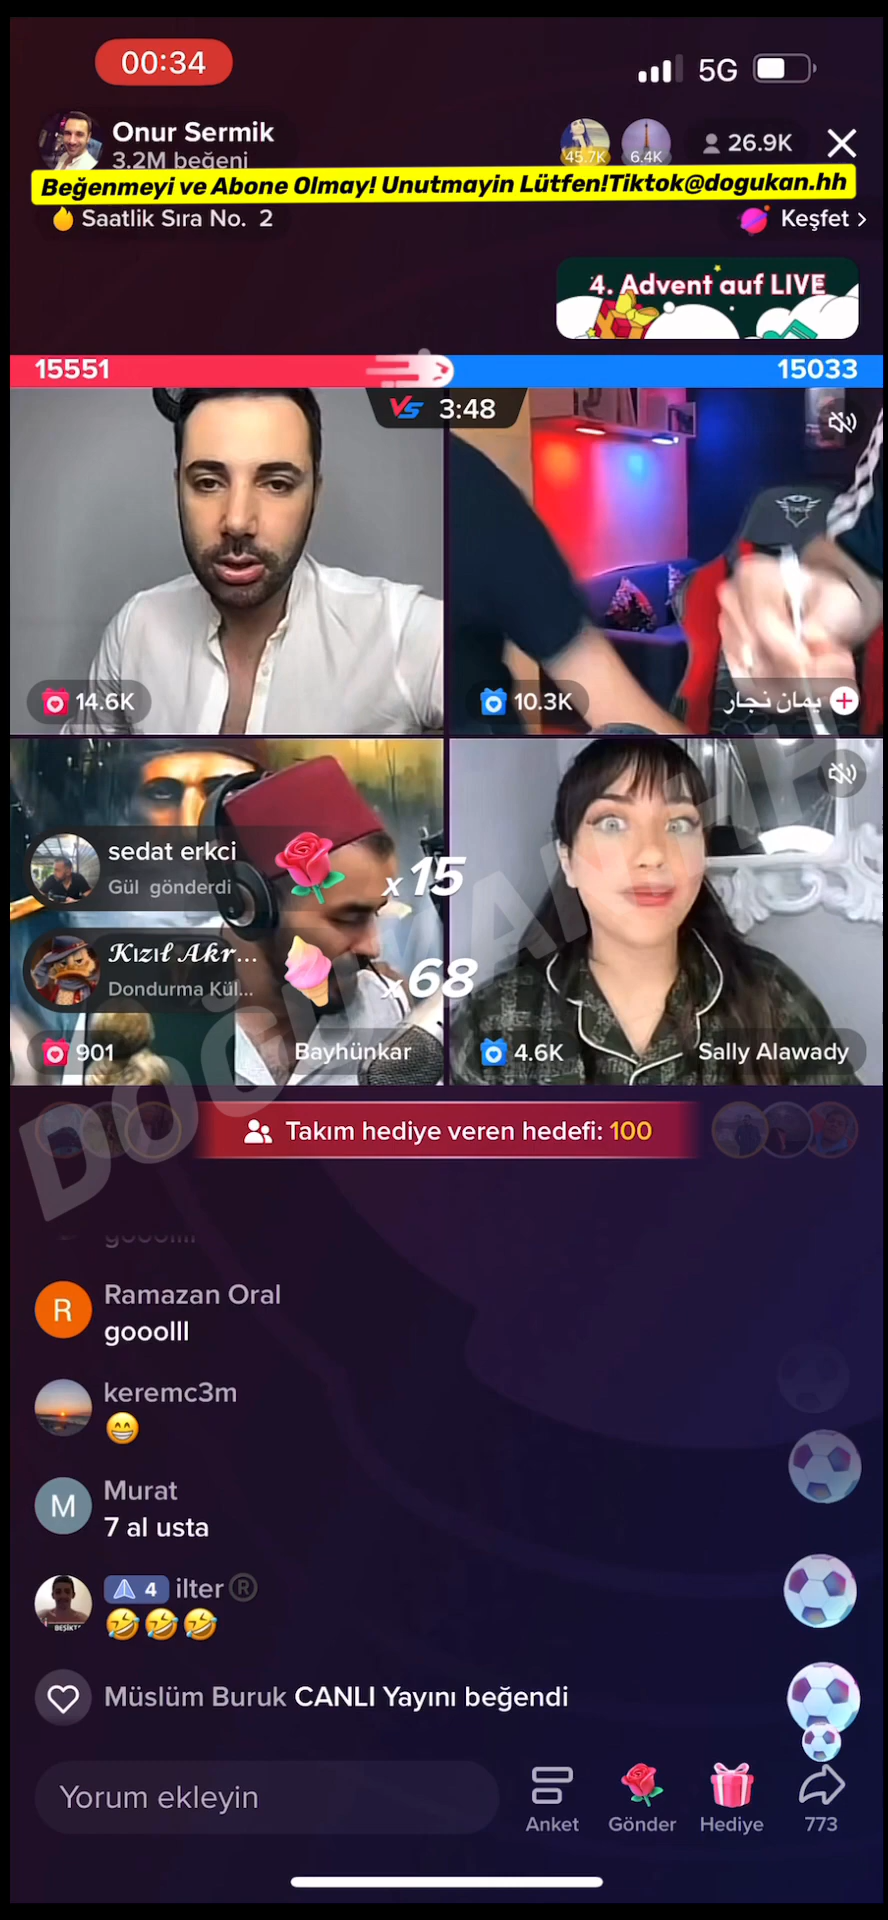 00:34
5G
Onur Sermik
3.2M beğeni
45.7K
6.4K
26.9K
Beğenmeyi ve Abone Olmay! Unutmayin Lütfen!Tiktok@dogukan.hh
Saatlik Sıra No. 2
Keşfet >
4. Advent auf LIVE
15551
15033
VS 3:48
14.6K
10.3K
يمان نجار
sedat erkci
Gül gönderdi
x15
Kızıł Akr...
Dondurma Kül...
x68
901
Bayhünkar
4.6K
Sally Alawady
Takım hediye veren hedefi: 100
gooolll
R
Ramazan Oral
gooolll
keremc3m
M
Murat
7 al usta
4 ilter®
Müslüm Buruk CANLI Yayını beğendi
Yorum ekleyin
Anket
Gönder
Hediye
773